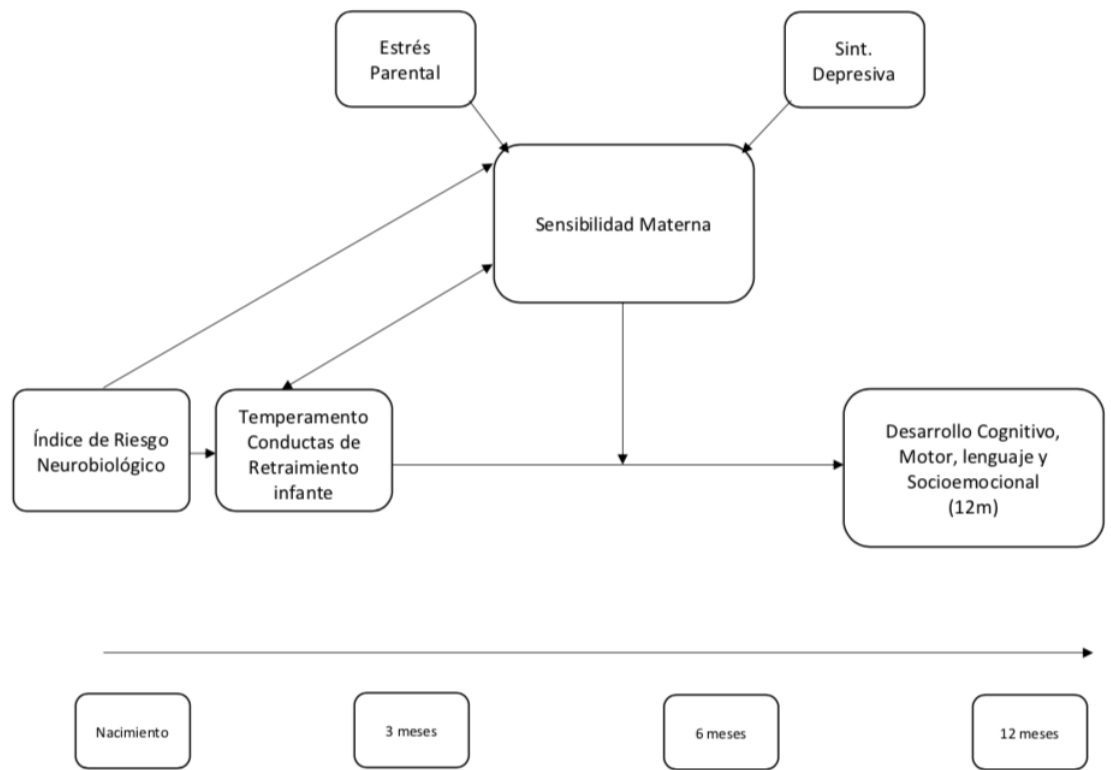 Estrés
Parental
Sint.
Depresiva
Sensibilidad Materna
Índice de Riesgo
Neurobiológico
Temperamento
Conductas de
Retraimiento
infante
Desarrollo Cognitivo,
Motor, lenguaje y
Socioemocional
(12m)
Nacimiento
3 meses
6 meses
12 meses